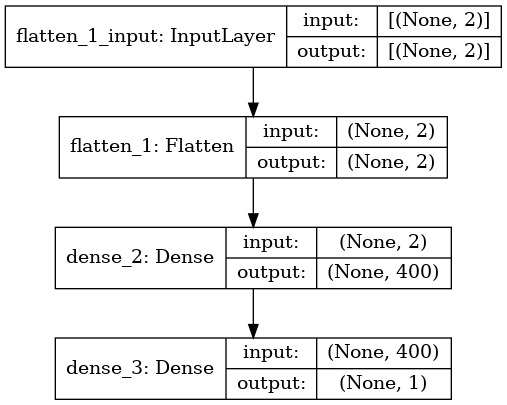 flatten_1_input: InputLayer
input: [(None, 2)]
output: [(None, 2)]
flatten_1: Flatten
input: (None, 2)
output: (None, 2)
dense_2: Dense
input: (None, 2)
output: (None, 400)
dense_3: Dense
input: (None, 400)
output: (None, 1)